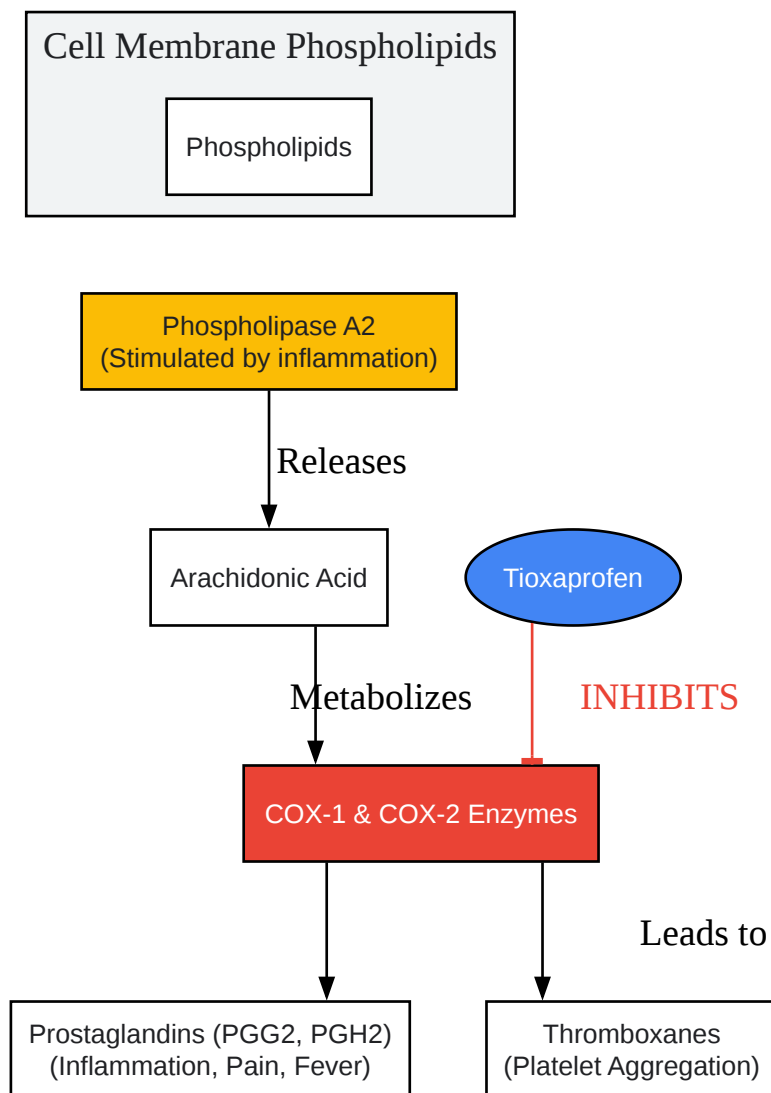 Cell Membrane Phospholipids
Phospholipids
Phospholipase A2
(Stimulated by inflammation)
Releases
Arachidonic Acid
Tioxaprofen
Metabolizes
INHIBITS
COX-1 & COX-2 Enzymes
Leads to
Prostaglandins (PGG2, PGH2)
(Inflammation, Pain, Fever)
Thromboxanes
(Platelet Aggregation)